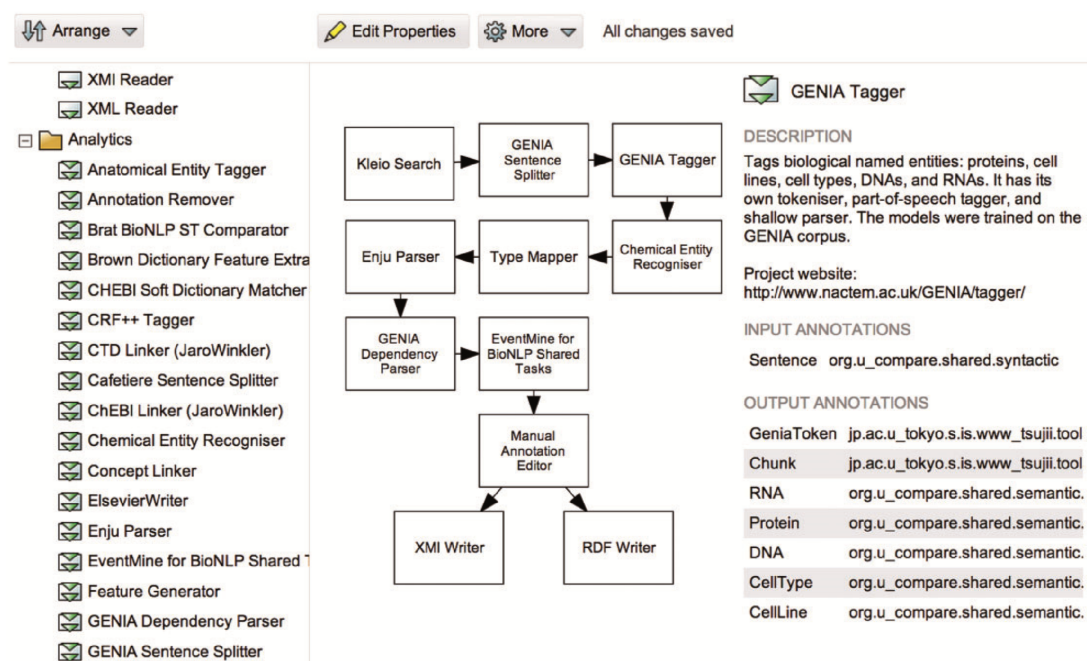 Arrange
Edit Properties
More
All changes saved
XMI Reader
XML Reader
Analytics
Anatomical Entity Tagger
Annotation Remover
Brat BioNLP ST Comparator
Brown Dictionary Feature Extra
CHEBI Soft Dictionary Matcher
CRF++ Tagger
CTD Linker (JaroWinkler)
Cafetiere Sentence Splitter
ChEBI Linker (JaroWinkler)
Chemical Entity Recogniser
Concept Linker
ElsevierWriter
Enju Parser
EventMine for BioNLP Shared T
Feature Generator
GENIA Dependency Parser
GENIA Sentence Splitter
Kleio Search
GENIA
Sentence
Splitter
GENIA Tagger
Enju Parser
Type Mapper
Chemical Entity
Recogniser
GENIA
Dependency
Parser
EventMine for
BioNLP Shared
Tasks
Manual
Annotation
Editor
XMI Writer
RDF Writer
GENIA Tagger
DESCRIPTION
Tags biological named entities: proteins, cell
lines, cell types, DNAs, and RNAs. It has its
own tokeniser, part-of-speech tagger, and
shallow parser. The models were trained on the
GENIA corpus.
Project website:
http://www.nactem.ac.uk/GENIA/tagger/
INPUT ANNOTATIONS
Sentence org.u_compare.shared.syntactic
OUTPUT ANNOTATIONS
GeniaToken jp.ac.u_tokyo.s.is.www_tsujii.tool
Chunk jp.ac.u_tokyo.s.is.www_tsujii.tool
RNA org.u_compare.shared.semantic.
Protein org.u_compare.shared.semantic.
DNA org.u_compare.shared.semantic.
CellType org.u_compare.shared.semantic.
CellLine org.u_compare.shared.semantic.